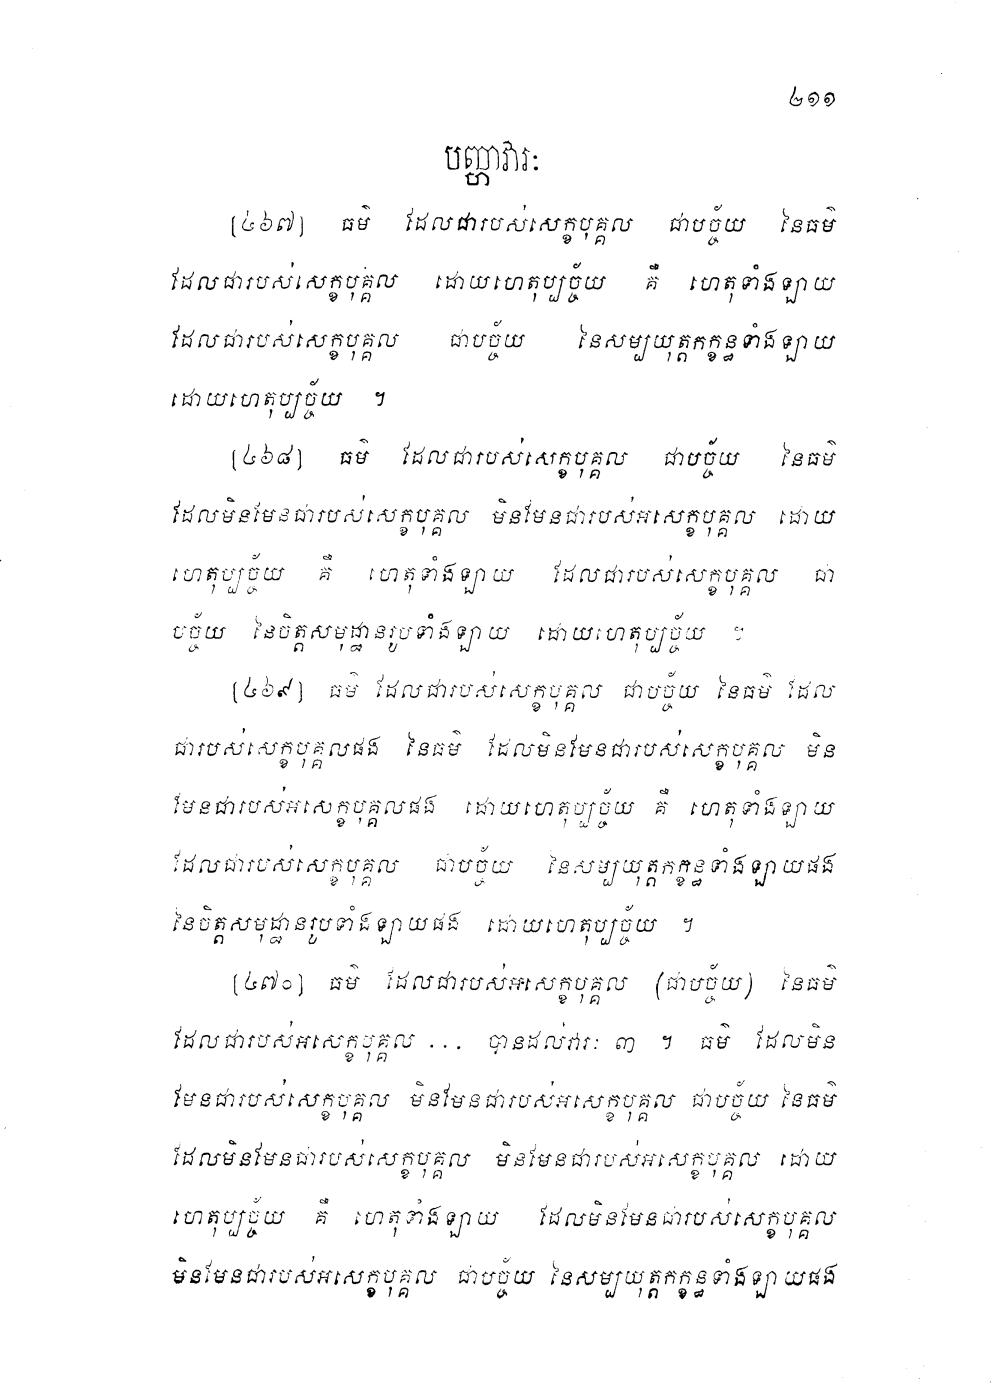 ២១១
បញ្ហាវារៈ
[៤៦៧] ធម៌ ដែលជារបស់សេក្ខបុគ្គល ជាបច្ច័យ នៃធម៌
ដែលជារបស់សេក្ខបុគ្គល ដោយហេតុប្បច្ច័យ គឺ ហេតុទាំងឡាយ
ដែលជារបស់សេក្ខបុគ្គល ជាបច្ច័យ នៃសម្បយុត្តកក្ខន្ធទាំងឡាយ
ដោយហេតុប្បច្ច័យ ។
[៤៦៨] ធម៌ ដែលជារបស់សេក្ខបុគ្គល ជាបច្ច័យ នៃធម៌
ដែលមិនមែនជារបស់សេក្ខបុគ្គល មិនមែនជារបស់អសេក្ខបុគ្គល ដោយ
ហេតុប្បច្ច័យ គឺ ហេតុទាំងឡាយ ដែលជារបស់សេក្ខបុគ្គល ជា
បច្ច័យ នៃចិត្តសមុដ្ឋានរូបទាំងឡាយ ដោយហេតុប្បច្ច័យ ។
[៤៦៩] ធម៌ ដែលជារបស់សេក្ខបុគ្គល ជាបច្ច័យ នៃធម៌ ដែល
ជារបស់សេក្ខបុគ្គលផង នៃធម៌ ដែលមិនមែនជារបស់សេក្ខបុគ្គល មិន
មែនជារបស់អសេក្ខបុគ្គលផង ដោយហេតុប្បច្ច័យ គឺ ហេតុទាំងឡាយ
ដែលជារបស់សេក្ខបុគ្គល ជាបច្ច័យ នៃសម្បយុត្តកក្ខន្ធទាំងឡាយផង
នៃចិត្តសមុដ្ឋានរូបទាំងឡាយផង ដោយហេតុប្បច្ច័យ ។
[៤៧០] ធម៌ ដែលជារបស់អសេក្ខបុគ្គល (ជាបច្ច័យ) នៃធម៌
ដែលជារបស់អសេក្ខបុគ្គល ... បានដល់វារៈ ៣ ។ ធម៌ ដែលមិន
មែនជារបស់សេក្ខបុគ្គល មិនមែនជារបស់អសេក្ខបុគ្គល ជាបច្ច័យ នៃធម៌
ដែលមិនមែនជារបស់សេក្ខបុគ្គល មិនមែនជារបស់អសេក្ខបុគ្គល ដោយ
ហេតុប្បច្ច័យ គឺ ហេតុទាំងឡាយ ដែលមិនមែនជារបស់សេក្ខបុគ្គល
មិនមែនជារបស់អសេក្ខបុគ្គល ជាបច្ច័យ នៃសម្បយុត្តកក្ខន្ធទាំងឡាយផង